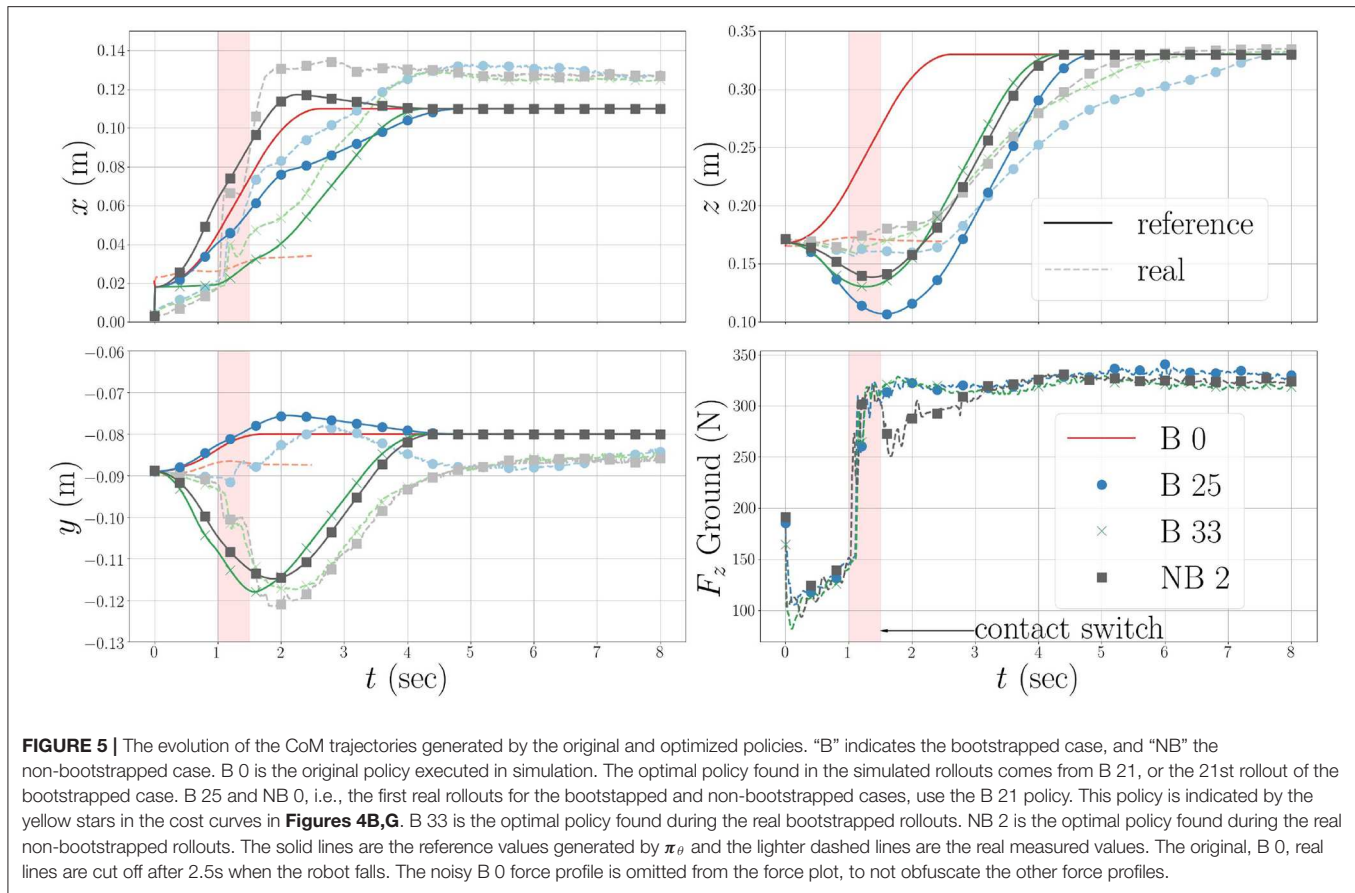 0.14
0.12
0.10
0.08
0.06
0.04
0.02
0.00
x (m)
0.35
0.30
0.25
0.20
0.15
0.10
z (m)
reference
real
−0.06
−0.07
−0.08
−0.09
−0.10
−0.11
−0.12
−0.13
y (m)
0 1 2 3 4 5 6 7 8
t (sec)
350
300
250
200
150
100
F_z Ground (N)
B 0
B 25
B 33
NB 2
contact switch
0 1 2 3 4 5 6 7 8
t (sec)
FIGURE 5 | The evolution of the CoM trajectories generated by the original and optimized policies. “B” indicates the bootstrapped case, and “NB” the
non-bootstrapped case. B 0 is the original policy executed in simulation. The optimal policy found in the simulated rollouts comes from B 21, or the 21st rollout of the
bootstrapped case. B 25 and NB 0, i.e., the first real rollouts for the bootstapped and non-bootstrapped cases, use the B 21 policy. This policy is indicated by the
yellow stars in the cost curves in Figures 4B,G. B 33 is the optimal policy found during the real bootstrapped rollouts. NB 2 is the optimal policy found during the real
non-bootstrapped rollouts. The solid lines are the reference values generated by π_θ and the lighter dashed lines are the real measured values. The original, B 0, real
lines are cut off after 2.5s when the robot falls. The noisy B 0 force profile is omitted from the force plot, to not obfuscate the other force profiles.